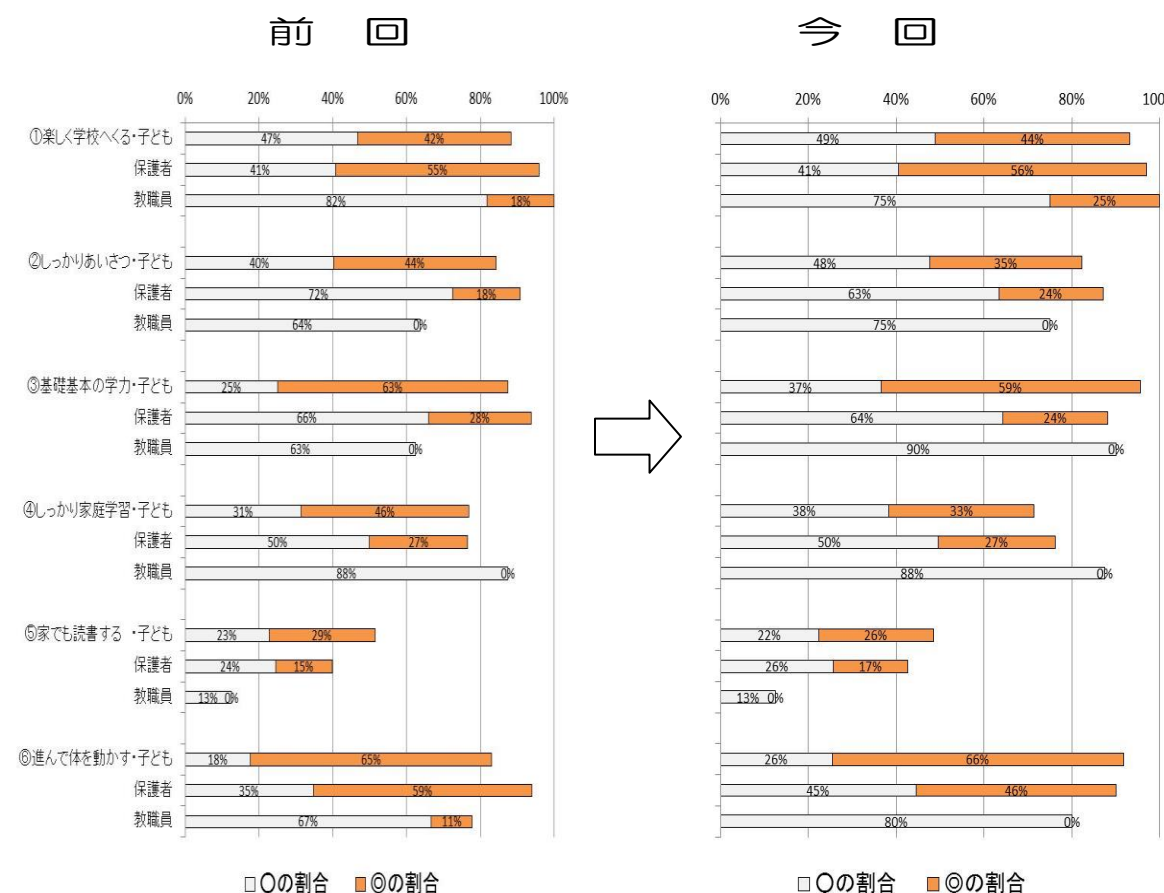 前 回
今 回
0% 20% 40% 60% 80% 100%
0% 20% 40% 60% 80% 100
①楽しく学校へくる・子ども 47% 42% 49% 44%
保護者 41% 55% 41% 56%
教職員 82% 18% 75% 25%
②しっかりあいさつ・子ども 40% 44% 48% 35%
保護者 72% 18% 63% 24%
教職員 64% 0% 75% 0%
③基礎基本の学力・子ども 25% 63% 37% 59%
保護者 66% 28% 64% 24%
教職員 63% 0% 90% 0%
④しっかり家庭学習・子ども 31% 46% 38% 33%
保護者 50% 27% 50% 27%
教職員 88% 0% 88% 0%
⑤家でも読書する ・子ども 23% 29% 22% 26%
保護者 24% 15% 26% 17%
教職員 13% 0% 13% 0%
⑥進んで体を動かす・子ども 18% 65% 26% 66%
保護者 35% 59% 45% 46%
教職員 67% 11% 80% 0%
〇の割合 ◎の割合
〇の割合 ◎の割合